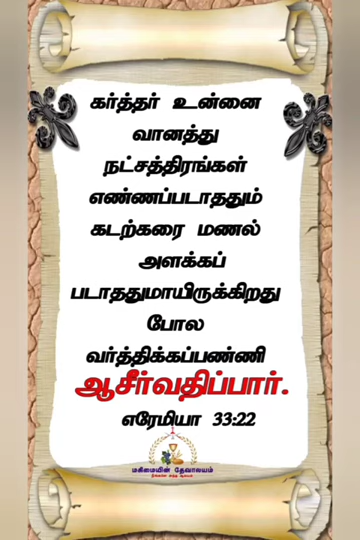 கர்த்தர் உன்னை
வானத்து
நட்சத்திரங்கள்
எண்ணப்படாததும்
கடற்கரை மணல்
அளக்கப்
படாததுமாயிருக்கிறது
போல
வர்த்திக்கப்பண்ணி
ஆசீர்வதிப்பார்.
எரேமியா 33:22
மகிமையின் தேவாலயம்